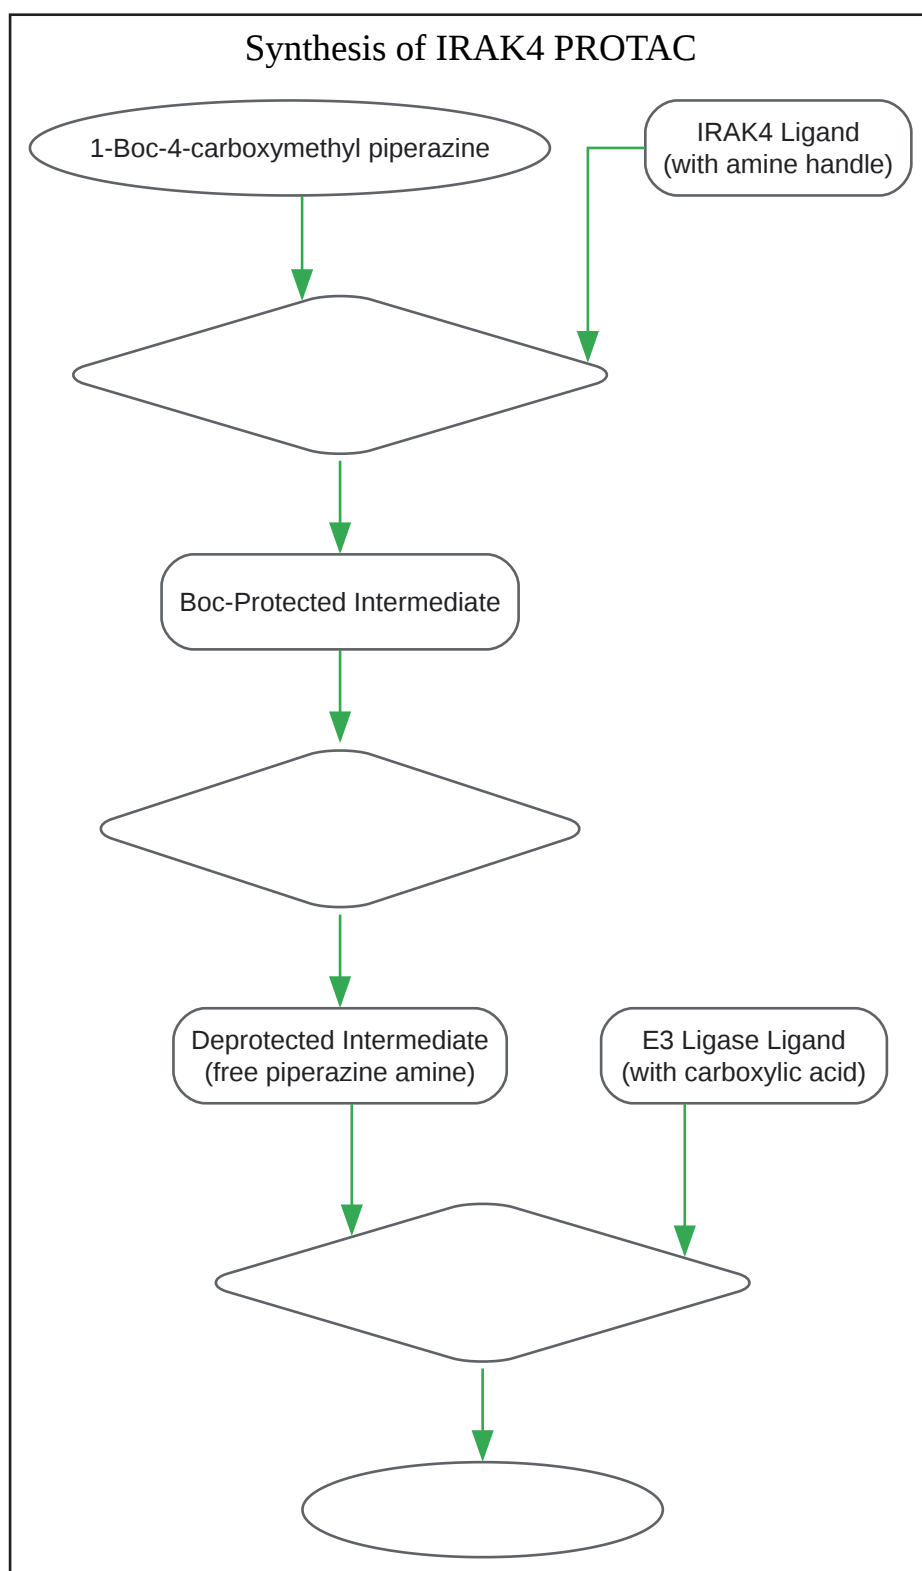 Synthesis of IRAK4 PROTAC
1-Boc-4-carboxymethyl piperazine
IRAK4 Ligand
(with amine handle)
Boc-Protected Intermediate
Deprotected Intermediate
(free piperazine amine)
E3 Ligase Ligand
(with carboxylic acid)